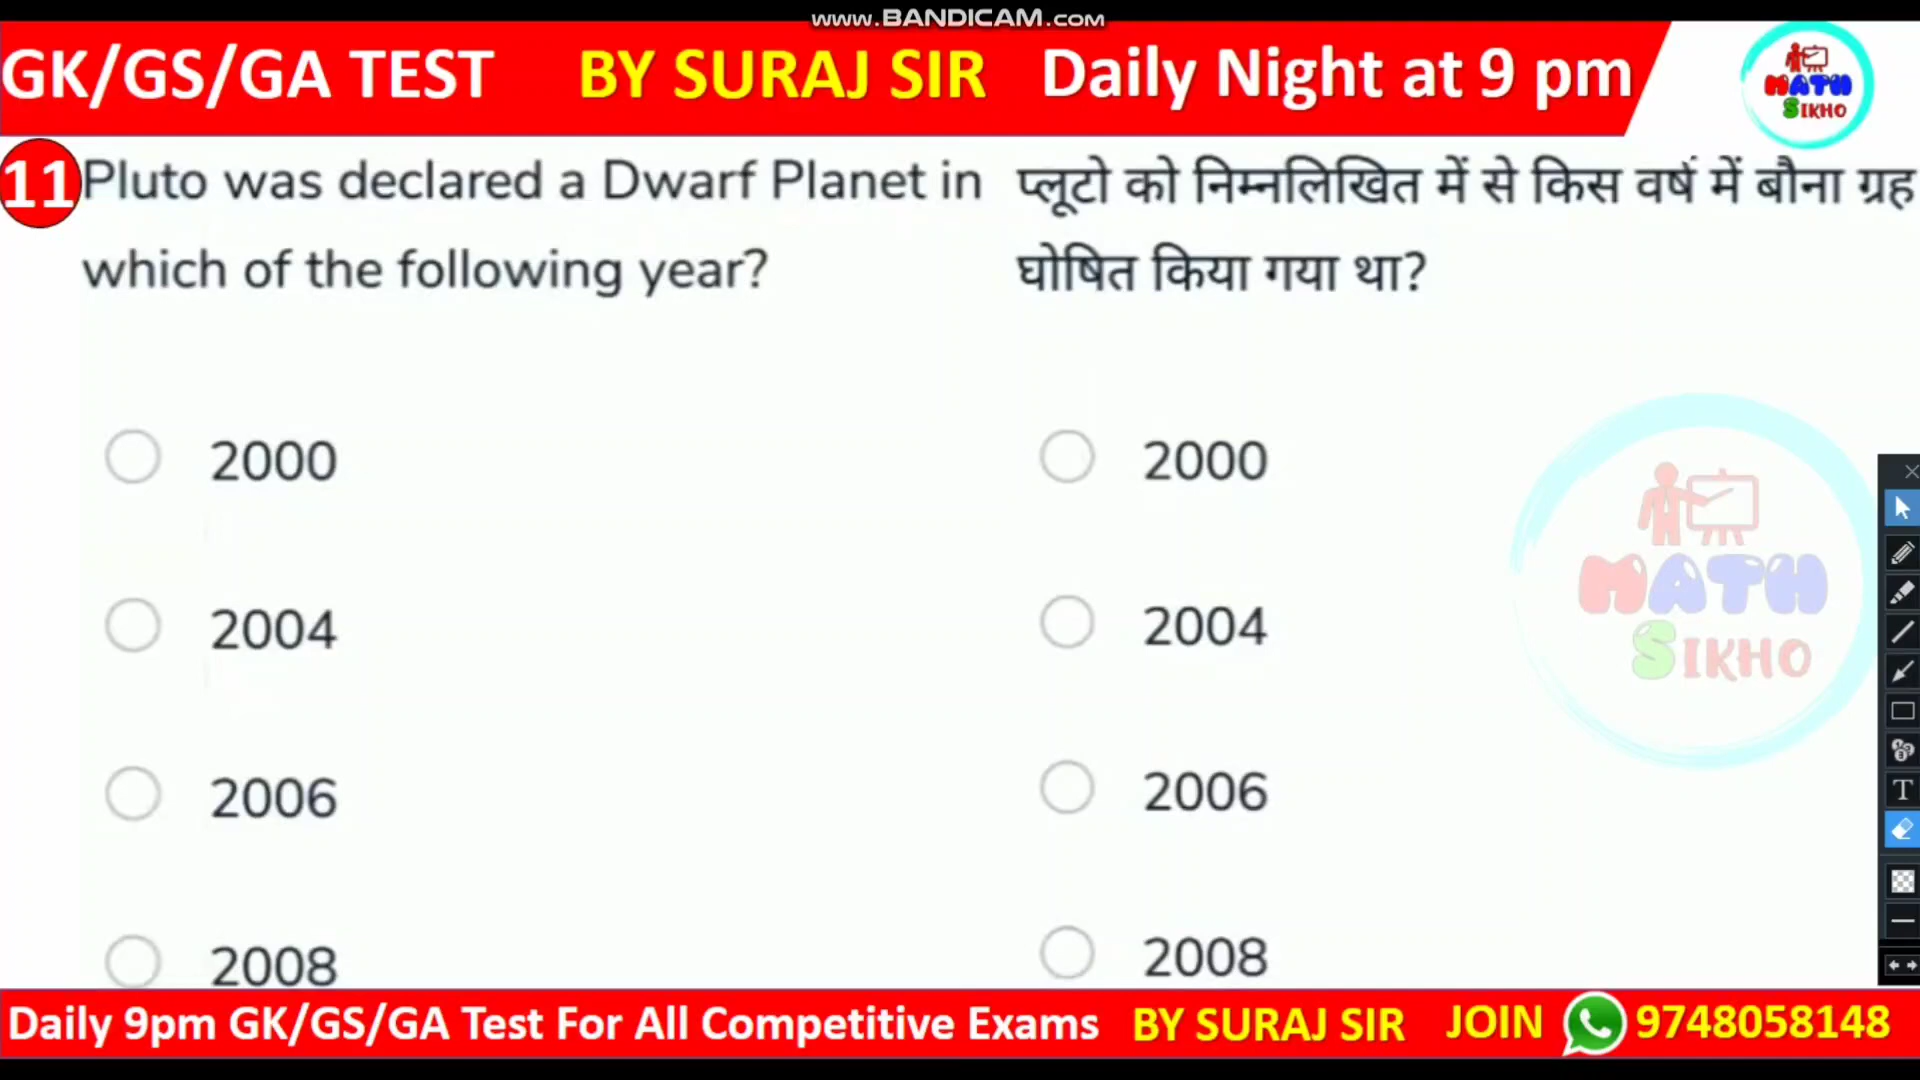 www.BANDICAM.com
GK/GS/GA TEST BY SURAJ SIR Daily Night at 9 pm
MATH
SIKHO
11 Pluto was declared a Dwarf Planet in
which of the following year?
प्लूटो को निम्नलिखित में से किस वर्ष में बौना ग्रह
घोषित किया गया था?
2000
2004
2006
2008
2000
2004
2006
2008
MATH
SIKHO
T
Daily 9pm GK/GS/GA Test For All Competitive Exams BY SURAJ SIR JOIN 9748058148